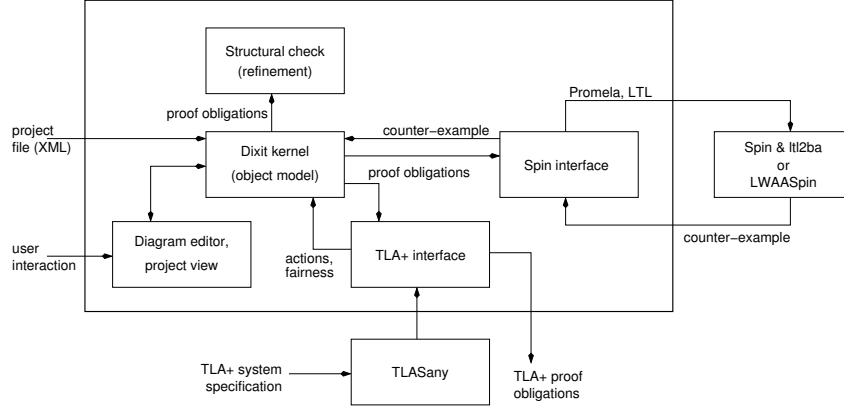 Structural check
(refinement)
Promela, LTL
proof obligations
counter−example
project
file (XML)
Dixit kernel
(object model)
Spin interface
Spin & ltl2ba
or
LWAASpin
proof obligations
counter−example
user
interaction
Diagram editor,
project view
actions,
fairness
TLA+ interface
TLA+ system
specification
TLASany
TLA+ proof
obligations